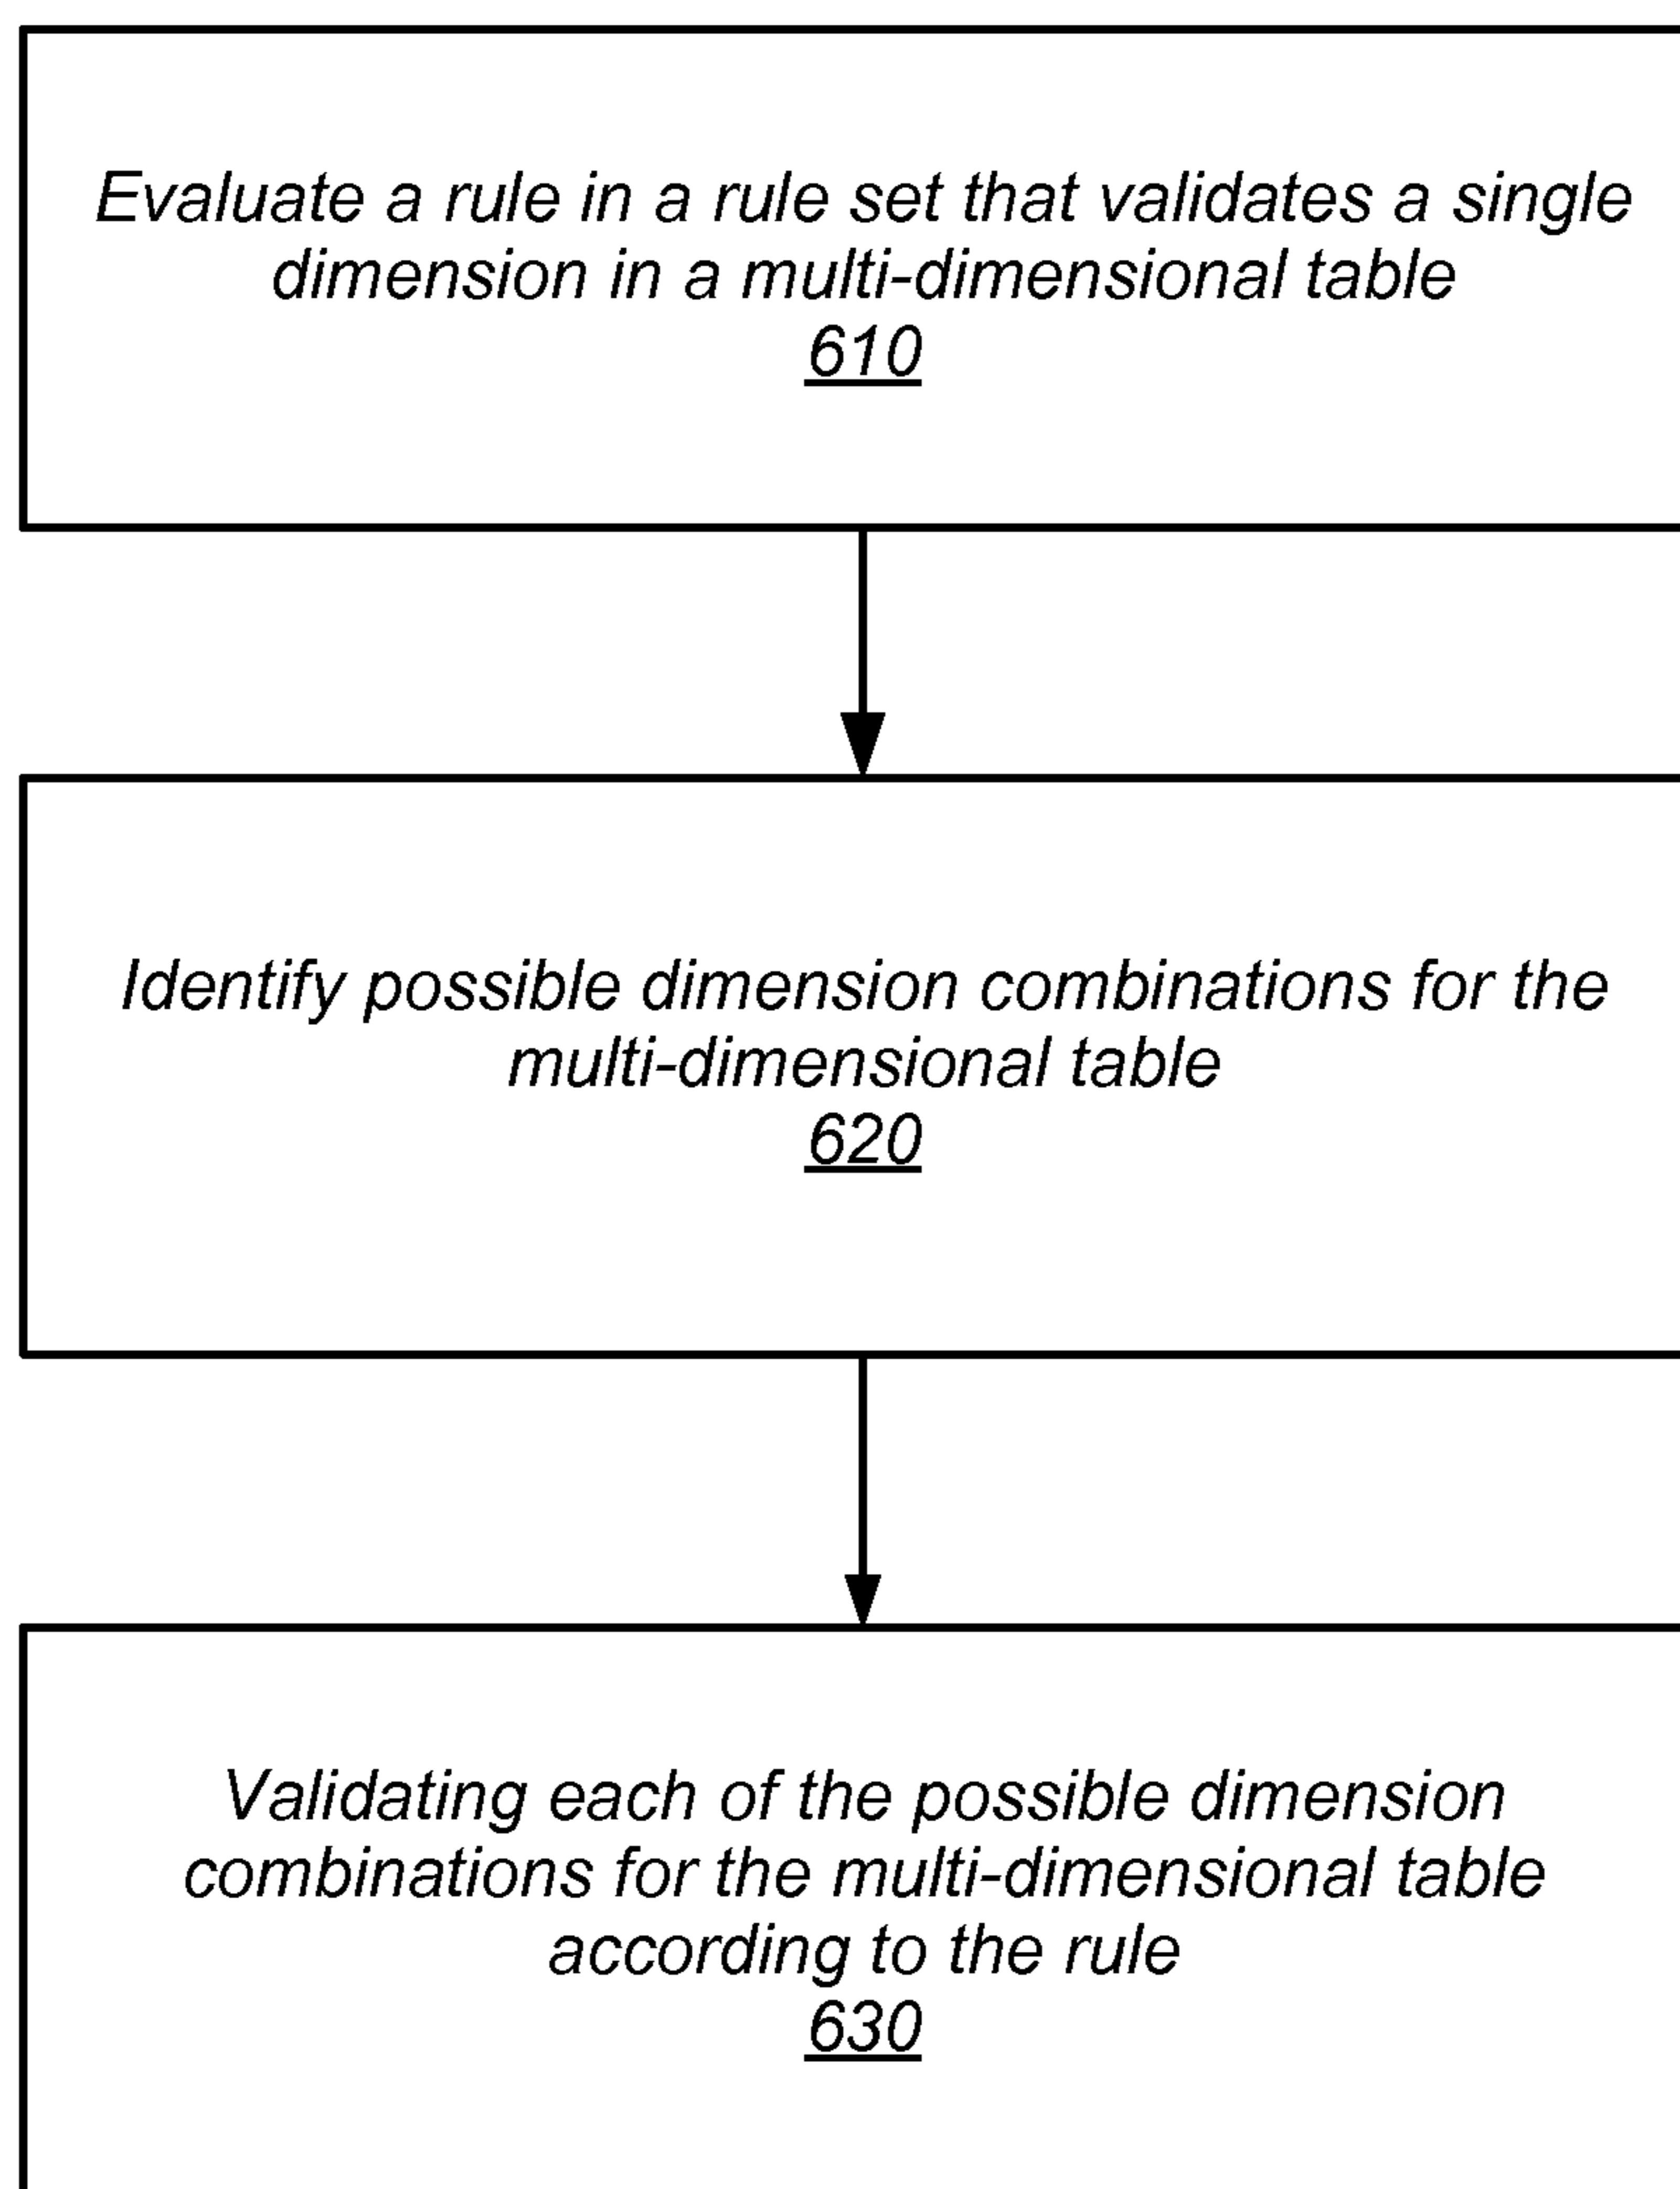 Evaluate a rule in a rule set that validates a single
dimension in a multi-dimensional table
610
Identify possible dimension combinations for the
multi-dimensional table
620
Validating each of the possible dimension
combinations for the multi-dimensional table
according to the rule
630